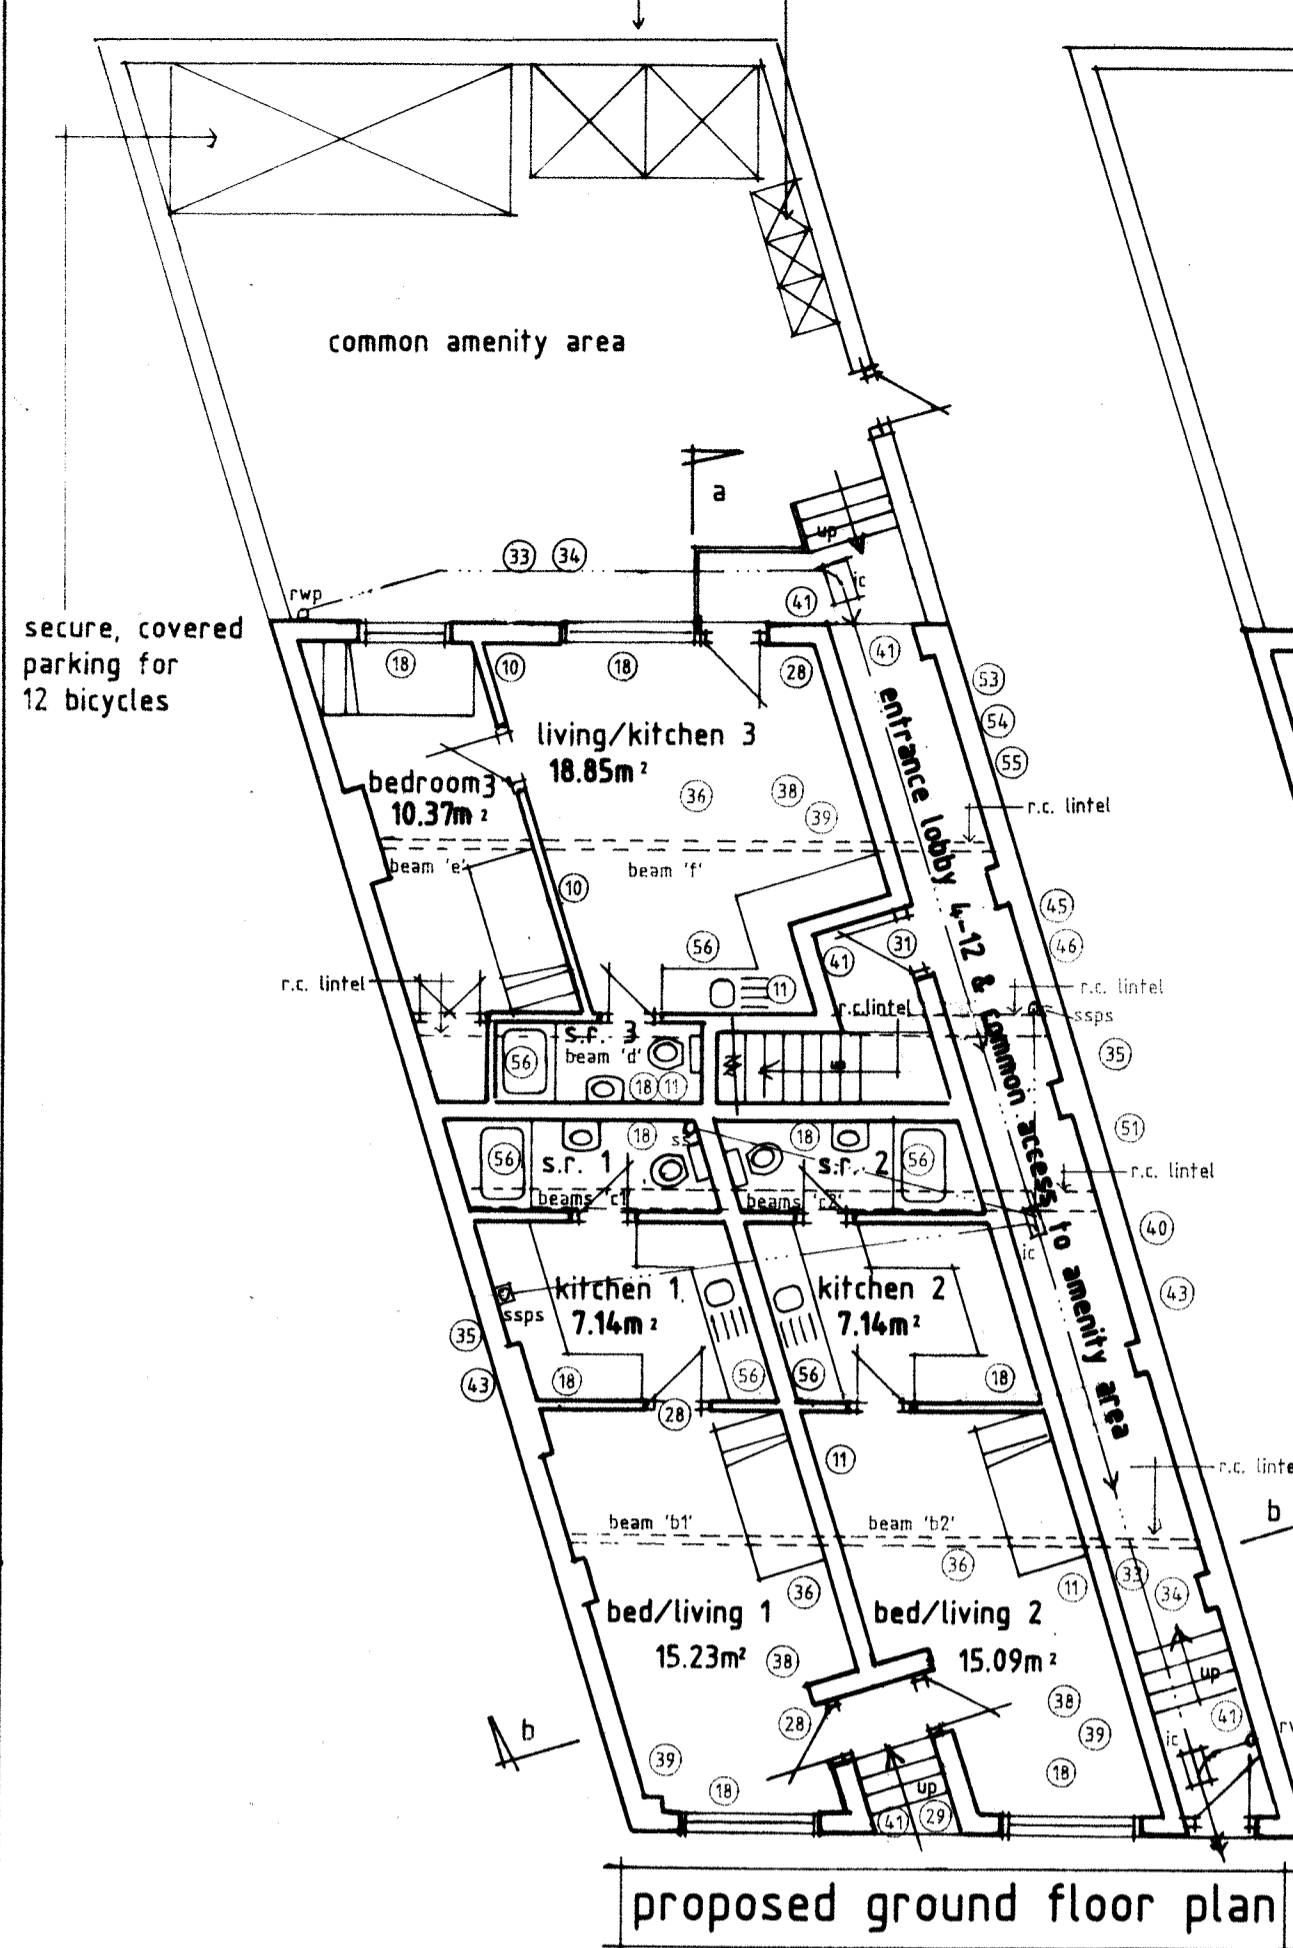 common amenity area
a
up
33 34
rwp
ic
41
secure, covered
parking for
12 bicycles
18 10 18 28 41
53
54
55
living/kitchen 3
18.85m²
bedroom3
10.37m²
36 38 39
entrance lobby 4-12 & common access to amenity area
r.c. lintel
beam 'e'
beam 'f'
10
45
46
56
41 31
11
r.c. lintel
r.c.lintel
r.c. lintel
ssps
35
s.r. 3
beam 'd'
56
18 11
51
18 18
56 s.r. 1 s.r. 2 56
r.c. lintel
beams 'c1'
beams 'c2'
40
ic
kitchen 1
7.14m²
kitchen 2
7.14m²
43
ssps
35
43
18 56 56 18
28
11
r.c. linte
beam 'b1'
beam 'b2'
b
36 36 11 33 34
bed/living 1
15.23m²
bed/living 2
15.09m²
38
up
38
28
39
41
b
ic
39
18
18
up
41 29
proposed ground floor plan